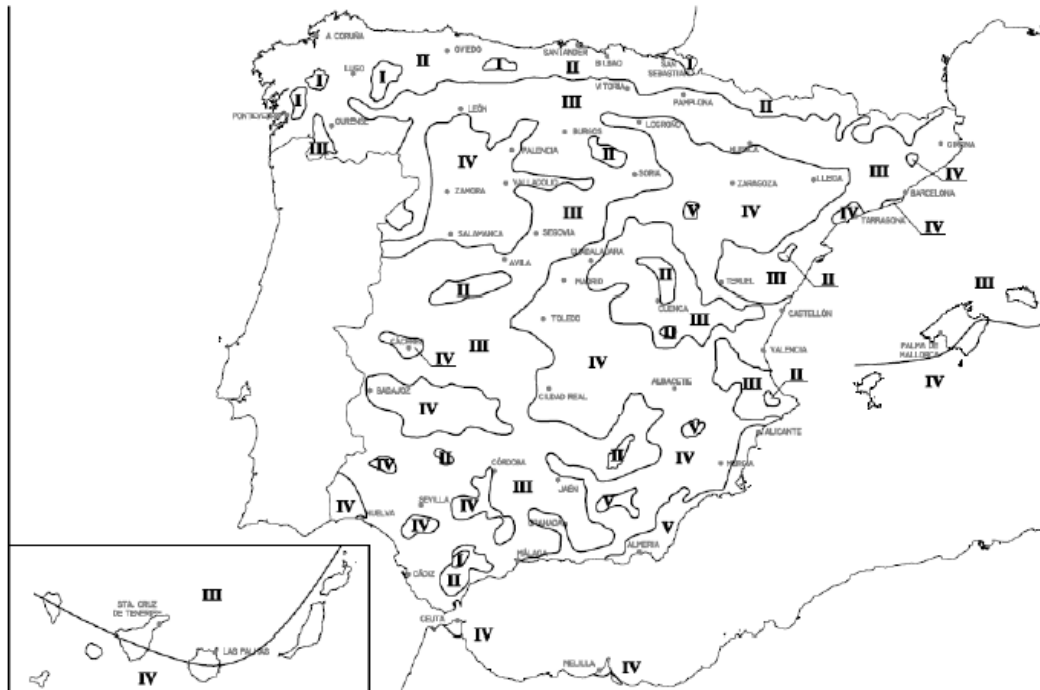 A CORUÑA
OVIEDO
SANTANDER
BILBAO
SAN
SEBASTIAN
LUGO
II
I
II
I
I
I
VITORIA
PAMPLONA
II
I
III
LEÓN
PONTEVEDRA
OURENSE
LOGROÑO
BURGOS
HUESCA
GIRONA
III
PALENCIA
IV
II
III
IV
SORIA
ZARAGOZA
LLEIDA
VALLADOLID
ZAMORA
BARCELONA
III
V
IV
IV
TARRAGONA
IV
SALAMANCA
SEGOVIA
GUADALAJARA
AVILA
II
III
II
TERUEL
MADRID
II
III
CUENCA
CASTELLÓN
TOLEDO
III
II
CACERES
III
IV
VALENCIA
PALMA DE
MALLORCA
IV
IV
ALBACETE
III
II
BADAJOZ
IV
CIUDAD REAL
V
ALICANTE
II
II
IV
IV
MURCIA
CÓRDOBA
III
JAÉN
IV
SEVILLA
IV
V
HUELVA
IV
GRANADA
V
ALMERIA
MÁLAGA
I
CÁDIZ
II
III
STA. CRUZ
DE TENERIFE
CEUTA
IV
LAS PALMAS
IV
MELILLA
IV